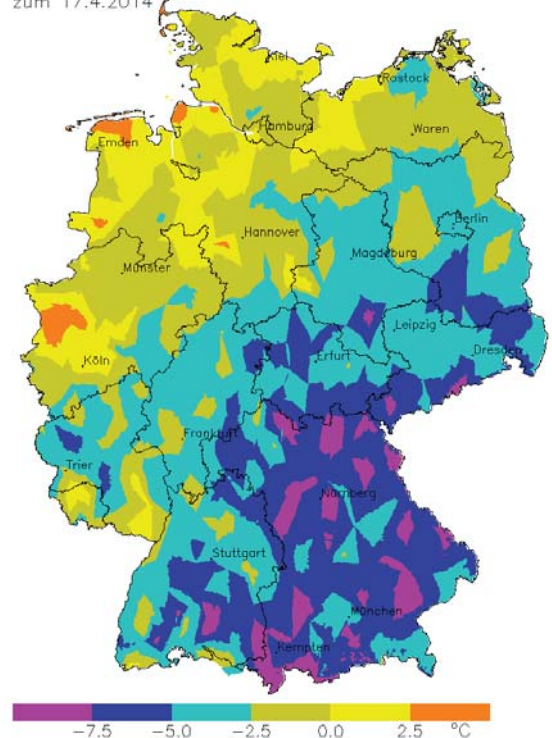 zum 17.4.2014
Kiel
Rostock
Hamburg
Waren
Emden
Berlin
Hannover
Magdeburg
Münster
Leipzig
Erfurt
Dresden
Köln
Frankfurt
Trier
Nürnberg
Stuttgart
München
Kempten
−7.5 −5.0 −2.5 0.0 2.5 °C